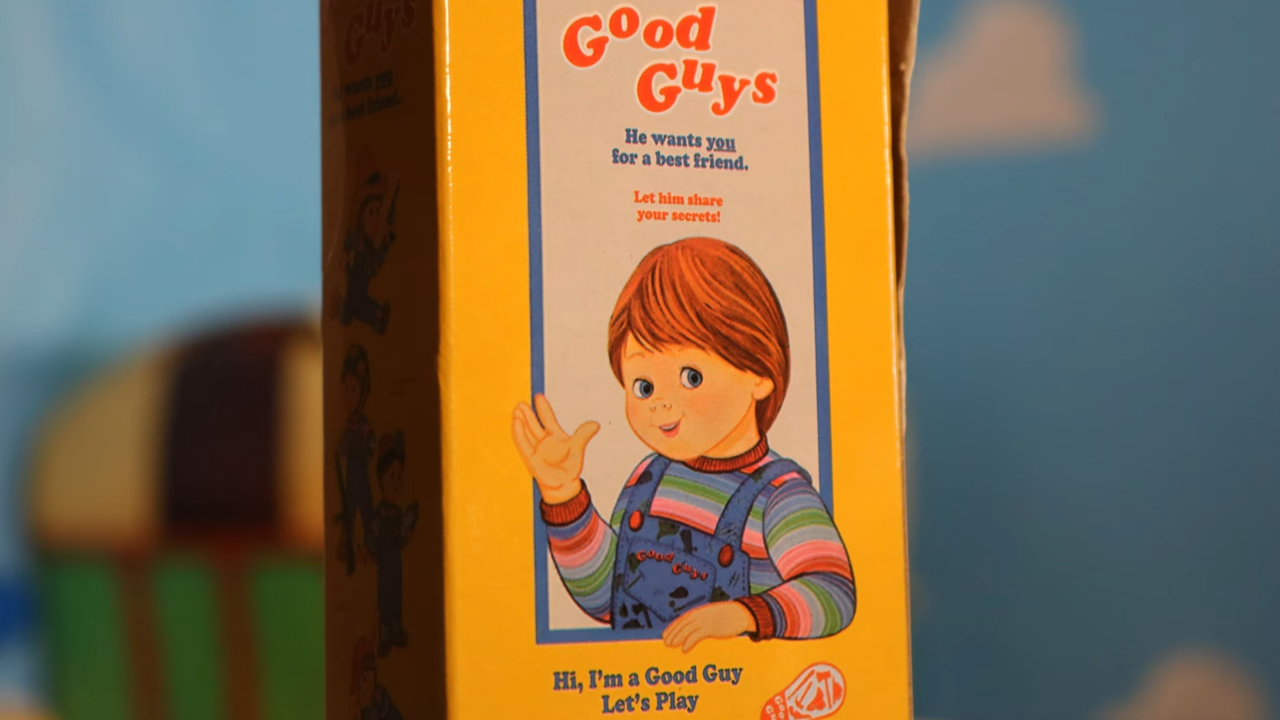 Good
Guys
He wants you
for a best friend.
Let him share
your secrets!
Good Guys
Hi, I'm a Good Guy
Let's Play
Guys